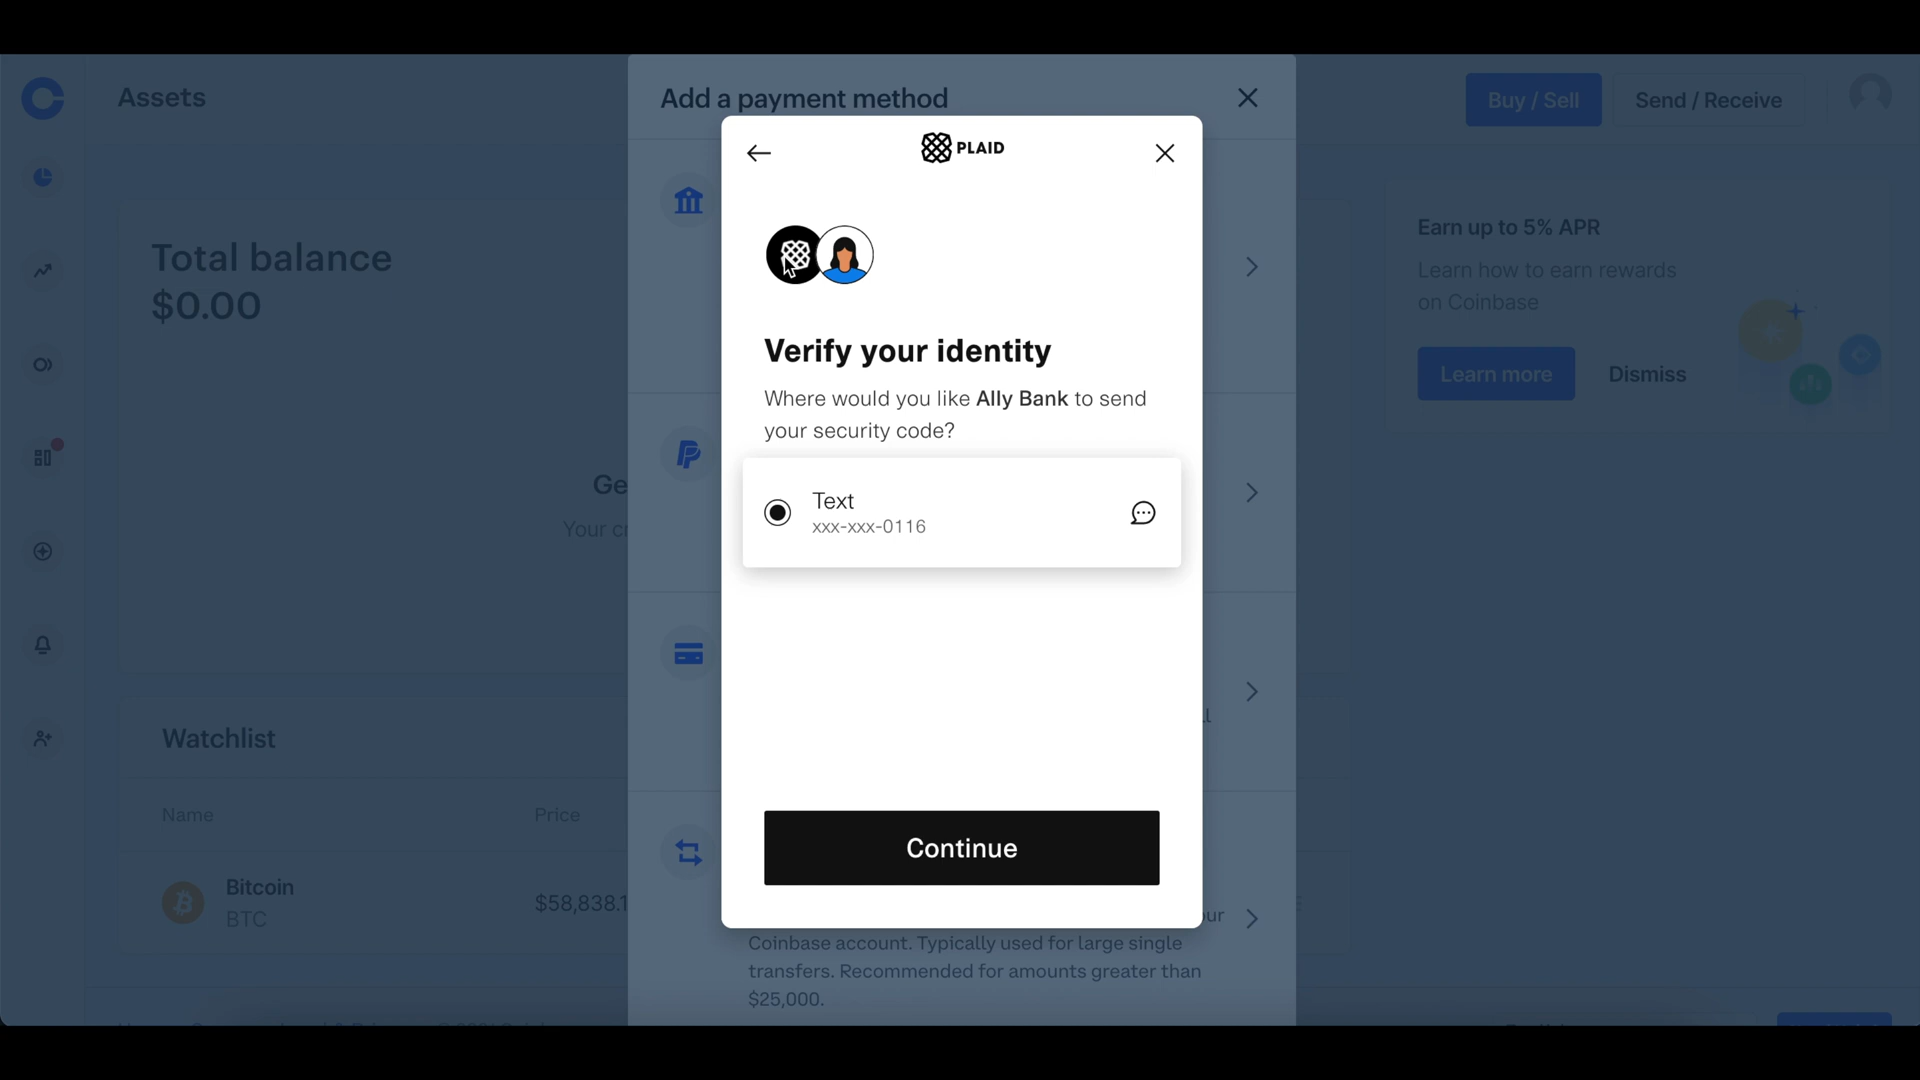 Assets
Add a payment method
Buy / Sell
Send / Receive
PLAID
Total balance
$0.00
Earn up to 5% APR
Learn how to earn rewards
on Coinbase
Learn more
Dismiss
Verify your identity
Where would you like Ally Bank to send
your security code?
Text
xxx-xxx-0116
Continue
Watchlist
Name
Price
Bitcoin
BTC
$58,838.1
Coinbase account. Typically used for large single
transfers. Recommended for amounts greater than
$25,000.